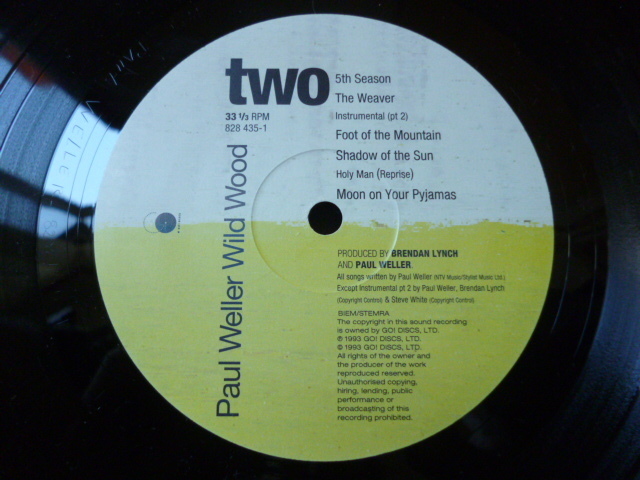 two
33 1/3 RPM
828 435-1
5th Season
The Weaver
Instrumental (pt 2)
Foot of the Mountain
Shadow of the Sun
Holy Man (Reprise)
Moon on Your Pyjamas
Paul Weller Wild Wood
PRODUCED BY BRENDAN LYNCH
AND PAUL WELLER
All songs written by Paul Weller (NTV Music/Stylist Music Ltd.)
Except Instrumental pt 2 by Paul Weller, Brendan Lynch
(Copyright Control) & Steve White (Copyright Control).
BIEM/STEMRA
The copyright in this sound recording
is owned by GO! DISCS, LTD.
℗ 1993 GO! DISCS, LTD.
© 1993 GO! DISCS, LTD.
All rights of the owner and
the producer of the work
reproduced reserved.
Unauthorised copying,
hiring, lending, public
performance or
broadcasting of this
recording prohibited.